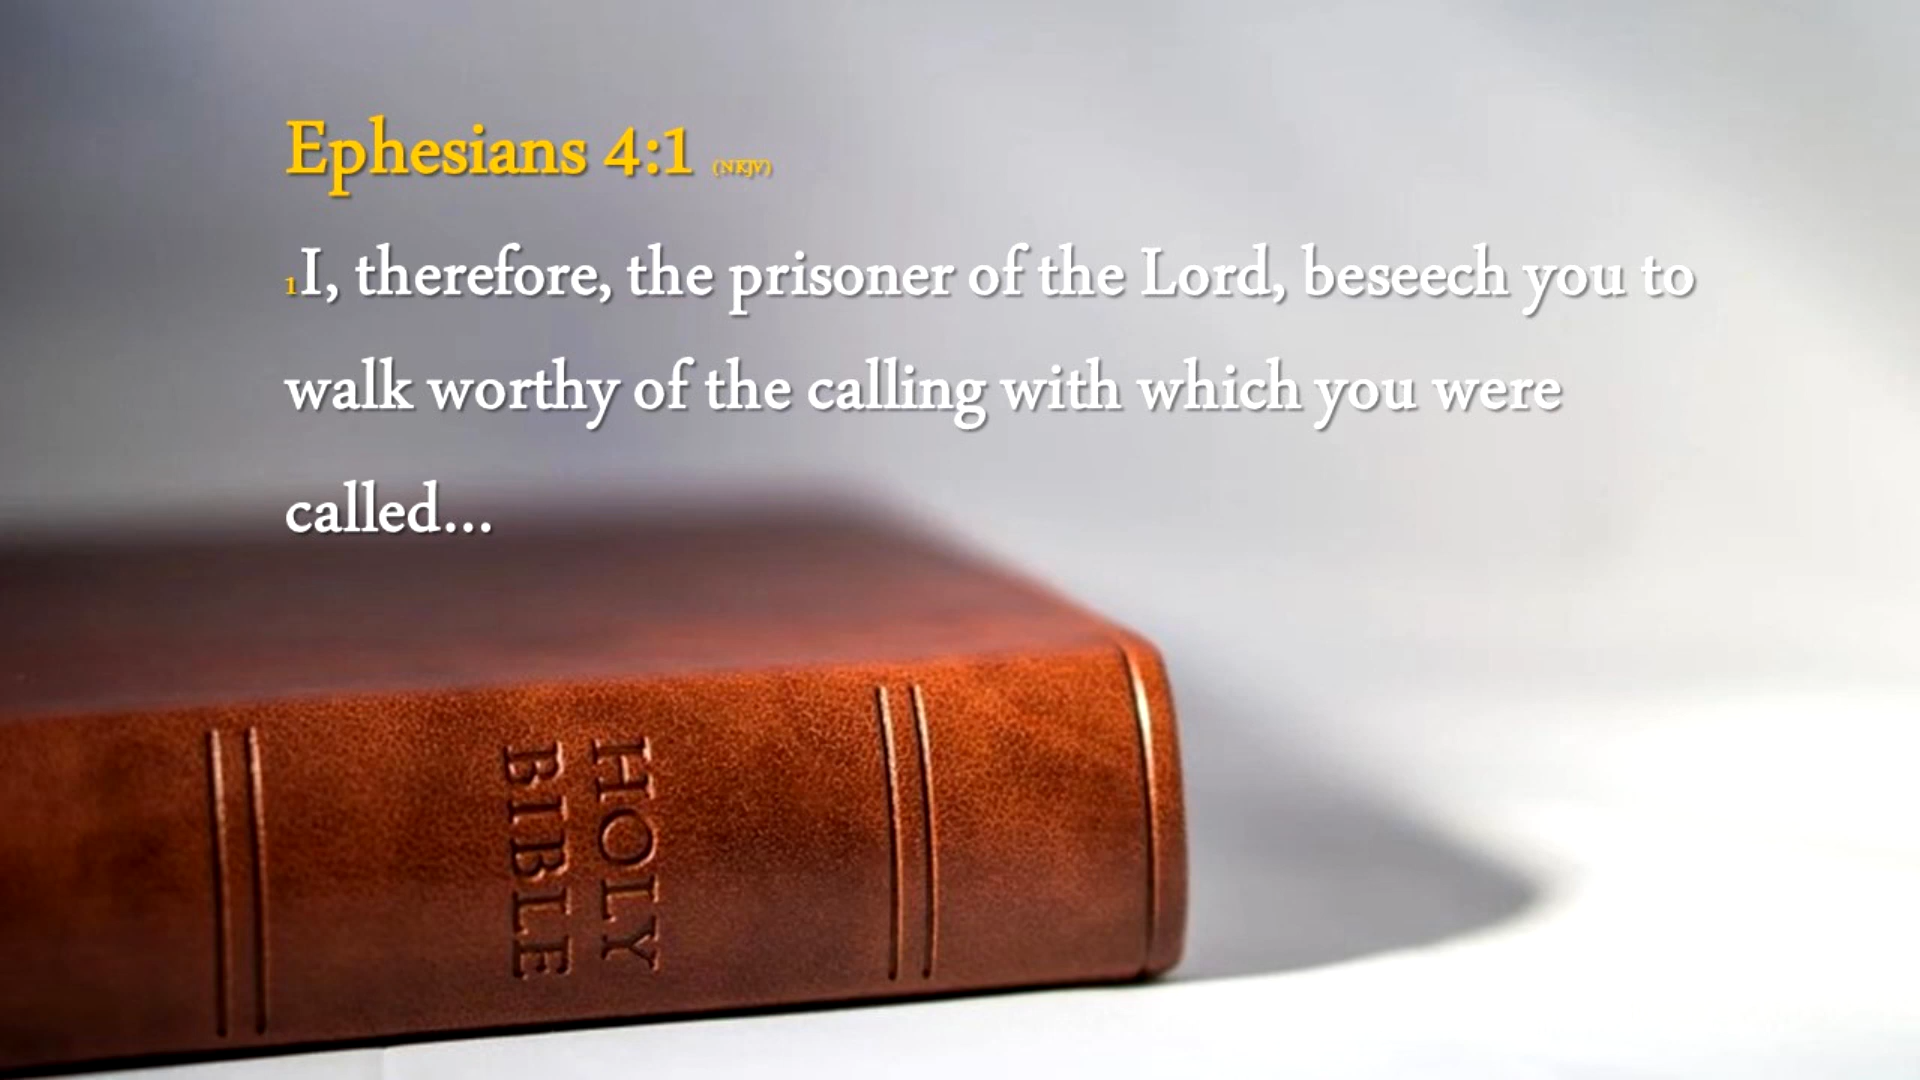 Ephesians 4:1 (NKJV)
1I, therefore, the prisoner of the Lord, beseech you to
walk worthy of the calling with which you were
called...
HOLY
BIBLE